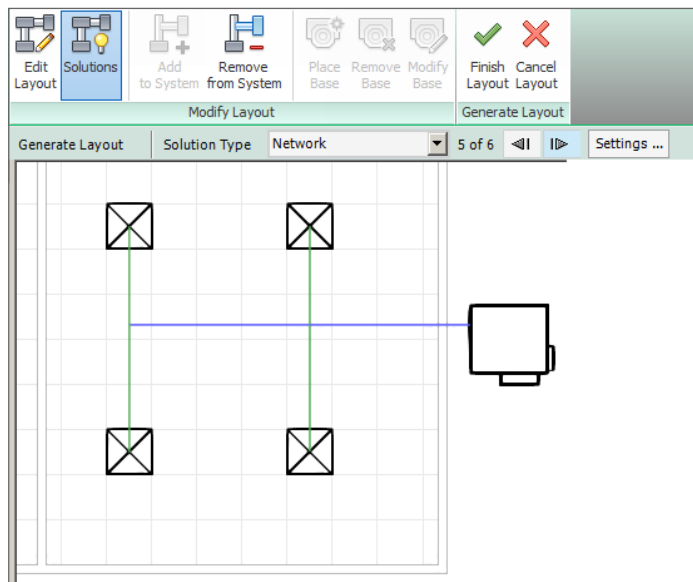 Edit Layout
Solutions
Add to System
Remove from System
Place Base
Remove Base
Modify Base
Finish Layout
Cancel Layout
Modify Layout
Generate Layout
Generate Layout
Solution Type
Network
5 of 6
Settings ...